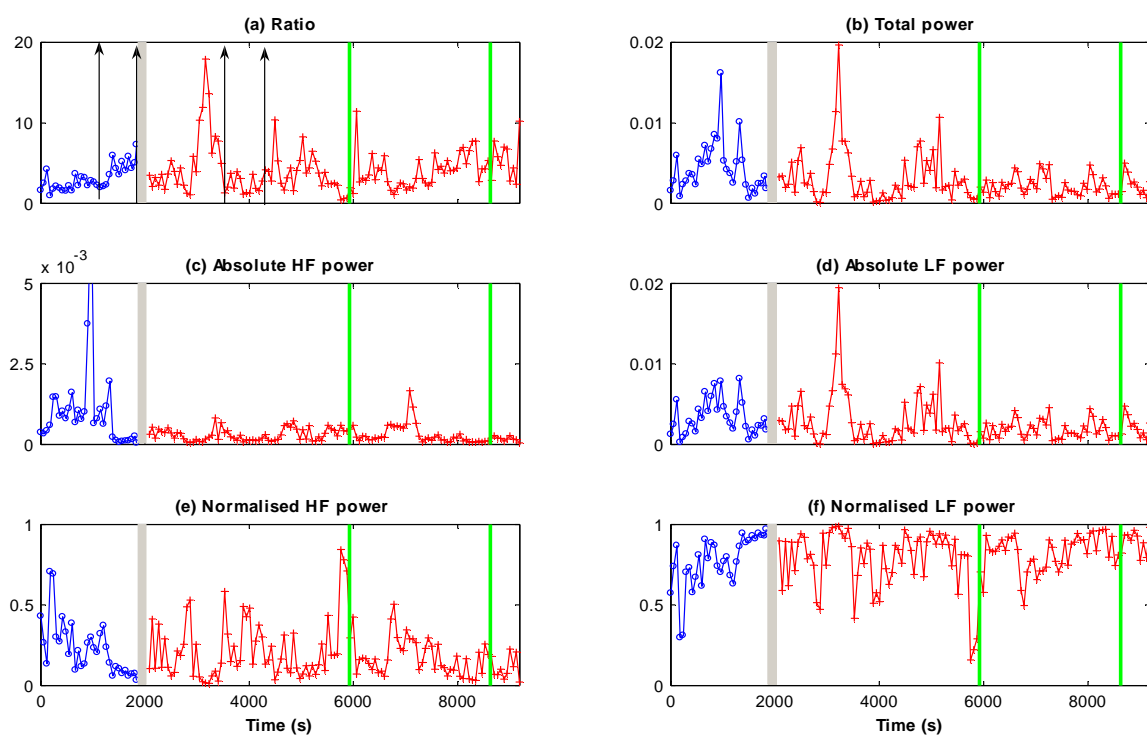 (a) Ratio
20
10
0
(b) Total power
0.02
0.01
0
x 10^-3
(c) Absolute HF power
5
2.5
0
(d) Absolute LF power
0.02
0.01
0
(e) Normalised HF power
1
0.5
0
0 2000 4000 6000 8000
Time (s)
(f) Normalised LF power
1
0.5
0
0 2000 4000 6000 8000
Time (s)